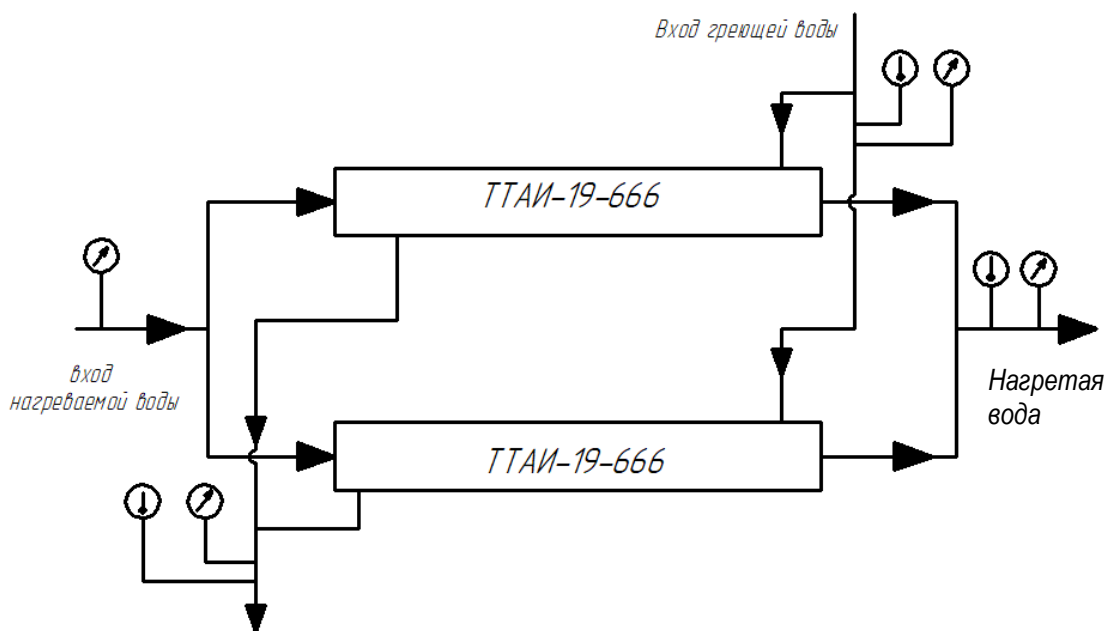 Вход греющей воды
ТТАИ-19-666
вход
нагреваемой воды
Нагретая
вода
ТТАИ-19-666